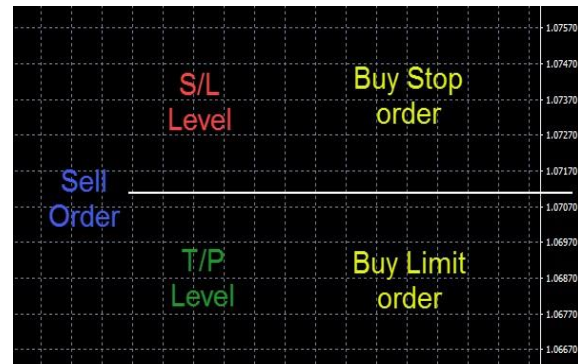 S/L
Level
Buy Stop
order
Sell
Order
T/P
Level
Buy Limit
order
1.07570
1.07470
1.07370
1.07270
1.07170
1.07070
1.06970
1.06870
1.06770
1.06670